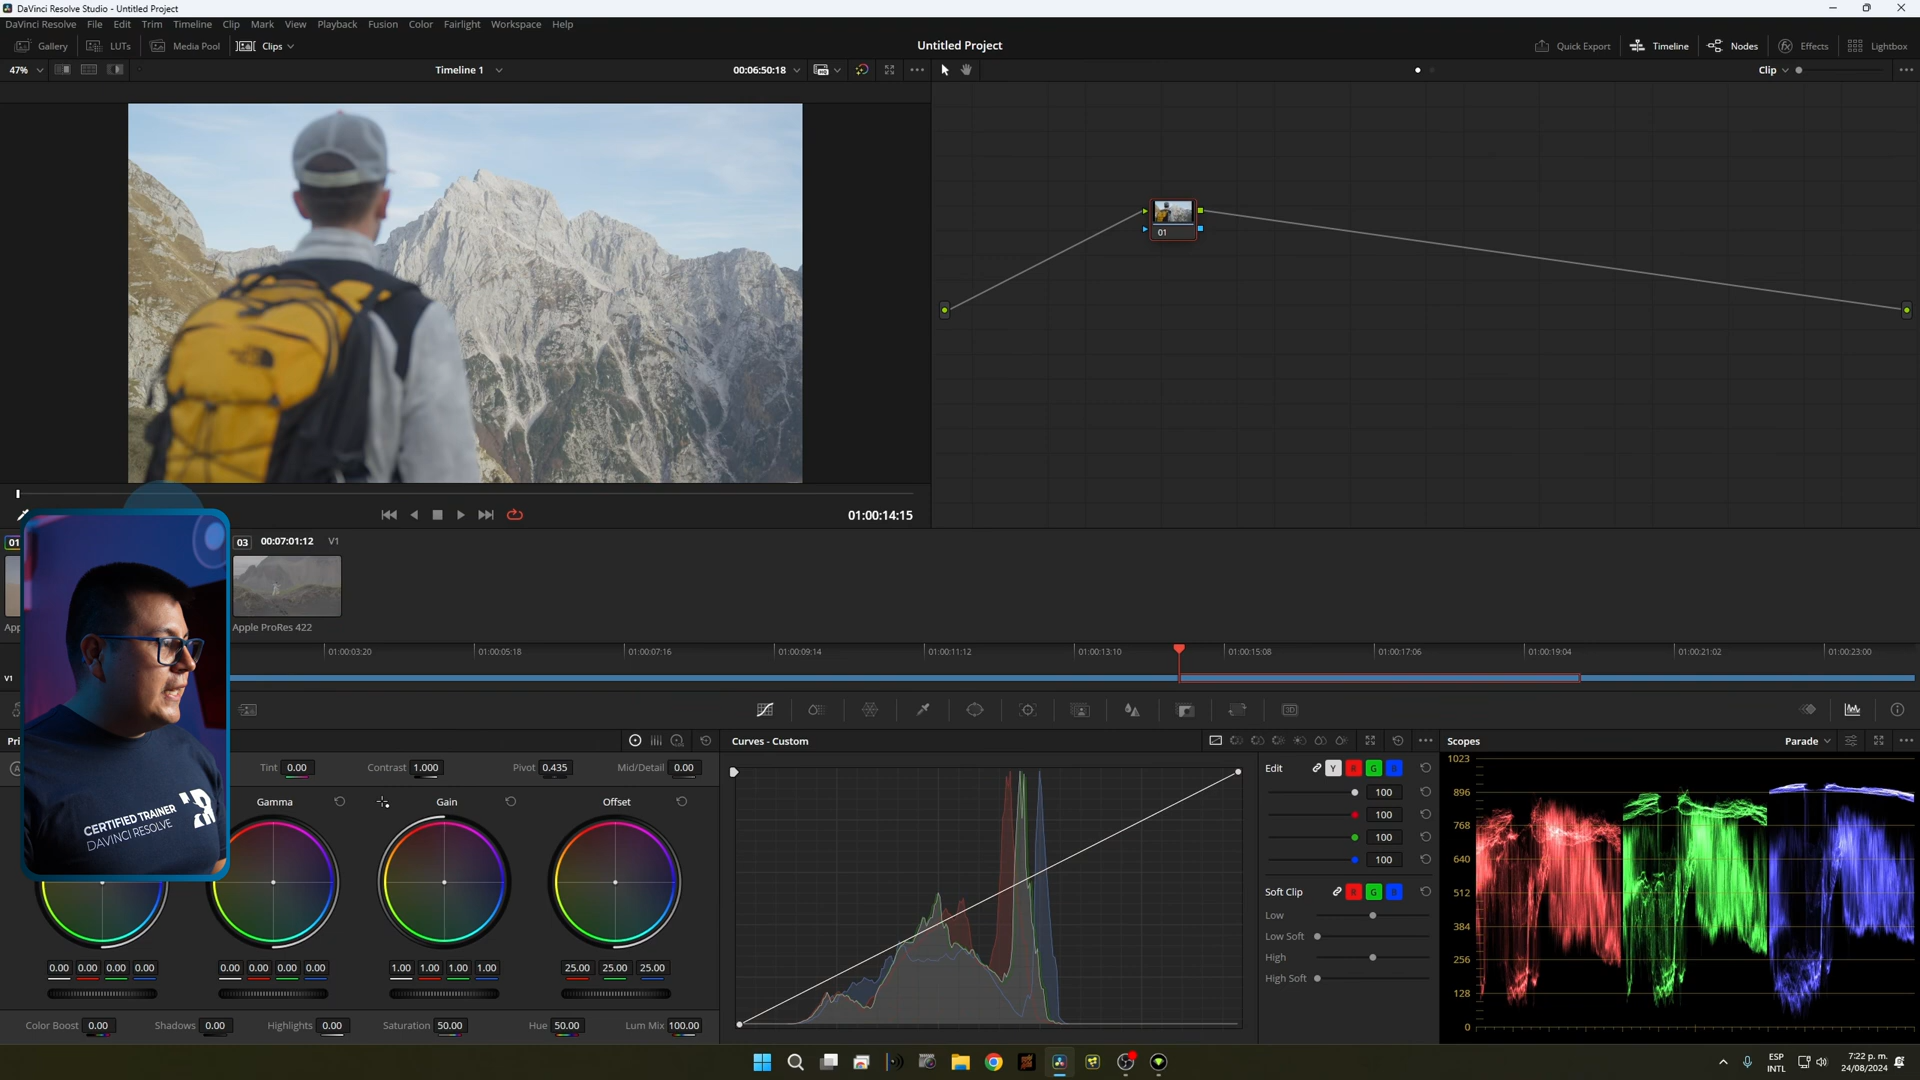 DaVinci Resolve Studio - Untitled Project
DaVinci Resolve File Edit Trim Timeline Clip Mark View Playback Fusion Color Fairlight Workspace Help
Gallery LUTs Media Pool Clips Untitled Project Quick Export Timeline Nodes Effects Lightbox
47% Timeline 1 00:06:50:18 Clip
01
01:00:14:15
01 03 00:07:01:12 V1
App Apple ProRes 422
01:00:03:20 01:00:05:18 01:00:07:16 01:00:09:14 01:00:11:12 01:00:13:10 01:00:15:08 01:00:17:06 01:00:19:04 01:00:21:02 01:00:23:00
V1
Pri Curves - Custom Scopes Parade
A Tint 0.00 Contrast 1.000 Pivot 0.435 Mid/Detail 0.00
Gamma Gain Offset
CERTIFIED TRAINER
DAVINCI RESOLVE
0.00 0.00 0.00 0.00 0.00 0.00 0.00 0.00 1.00 1.00 1.00 1.00 25.00 25.00 25.00
Color Boost 0.00 Shadows 0.00 Highlights 0.00 Saturation 50.00 Hue 50.00 Lum Mix 100.00
Edit Y R G B
100
100
100
100
Soft Clip R G B
Low
Low Soft
High
High Soft
1023
896
768
640
512
384
256
128
0
ESP
INTL
7:22 p. m.
24/08/2024